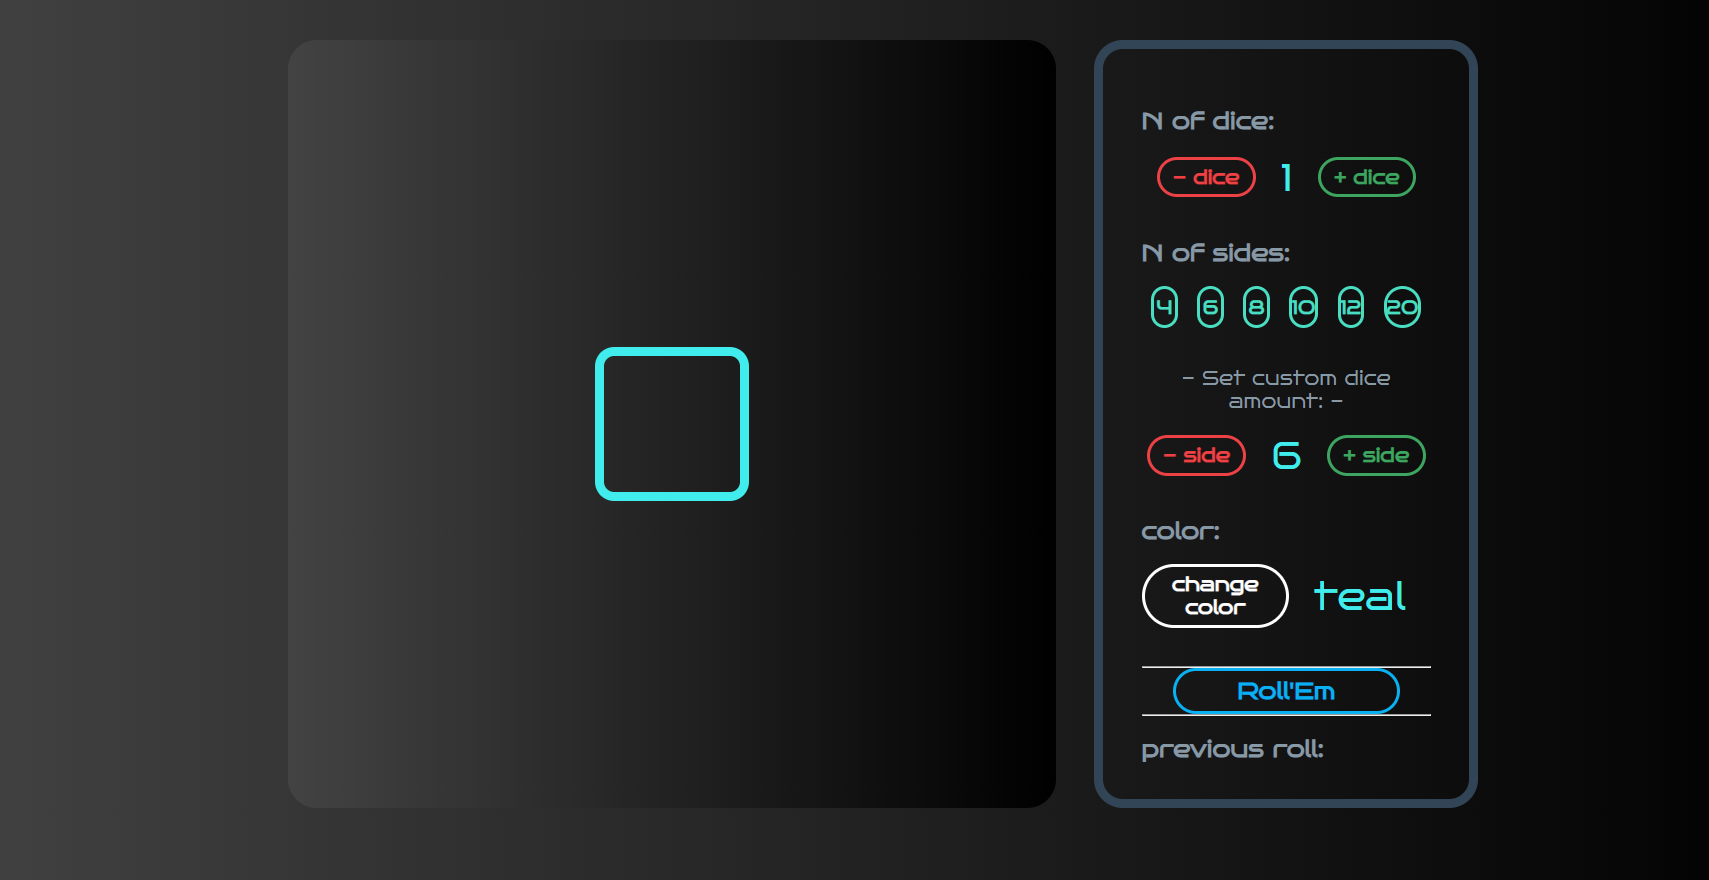 N of dice:
- dice 1 + dice
N of sides:
4 6 8 10 12 20
- Set custom dice
amount: -
- side 6 + side
color:
change
color
teal
Roll'Em
previous roll: